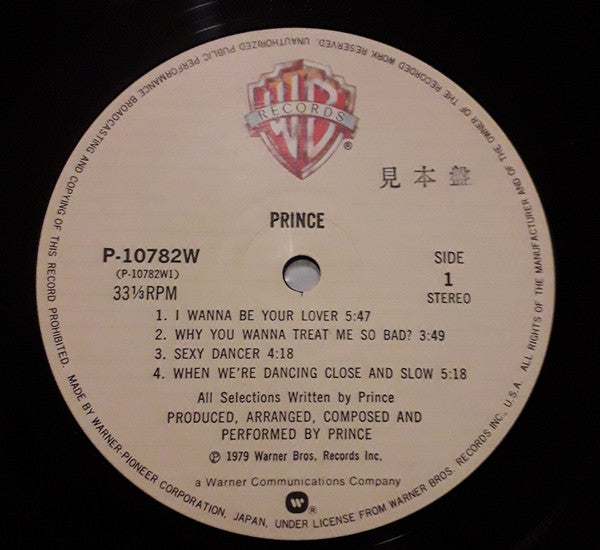 WB
RECORDS
®
見本盤
PRINCE
P-10782W
(P-10782W1)
33⅓RPM
SIDE
1
STEREO
1. I WANNA BE YOUR LOVER 5:47
2. WHY YOU WANNA TREAT ME SO BAD? 3:49
3. SEXY DANCER 4:18
4. WHEN WE'RE DANCING CLOSE AND SLOW 5:18
All Selections Written by Prince
PRODUCED, ARRANGED, COMPOSED AND
PERFORMED BY PRINCE
Ⓟ 1979 Warner Bros. Records Inc.
a Warner Communications Company
W®
MADE BY WARNER-PIONEER CORPORATION, JAPAN, UNDER LICENSE FROM WARNER BROS. RECORDS INC., U.S.A. ALL RIGHTS OF THE MANUFACTURER AND OF THE OWNER OF THE RECORDED WORK RESERVED. UNAUTHORIZED PUBLIC PERFORMANCE BROADCASTING AND COPYING OF THIS RECORD PROHIBITED.